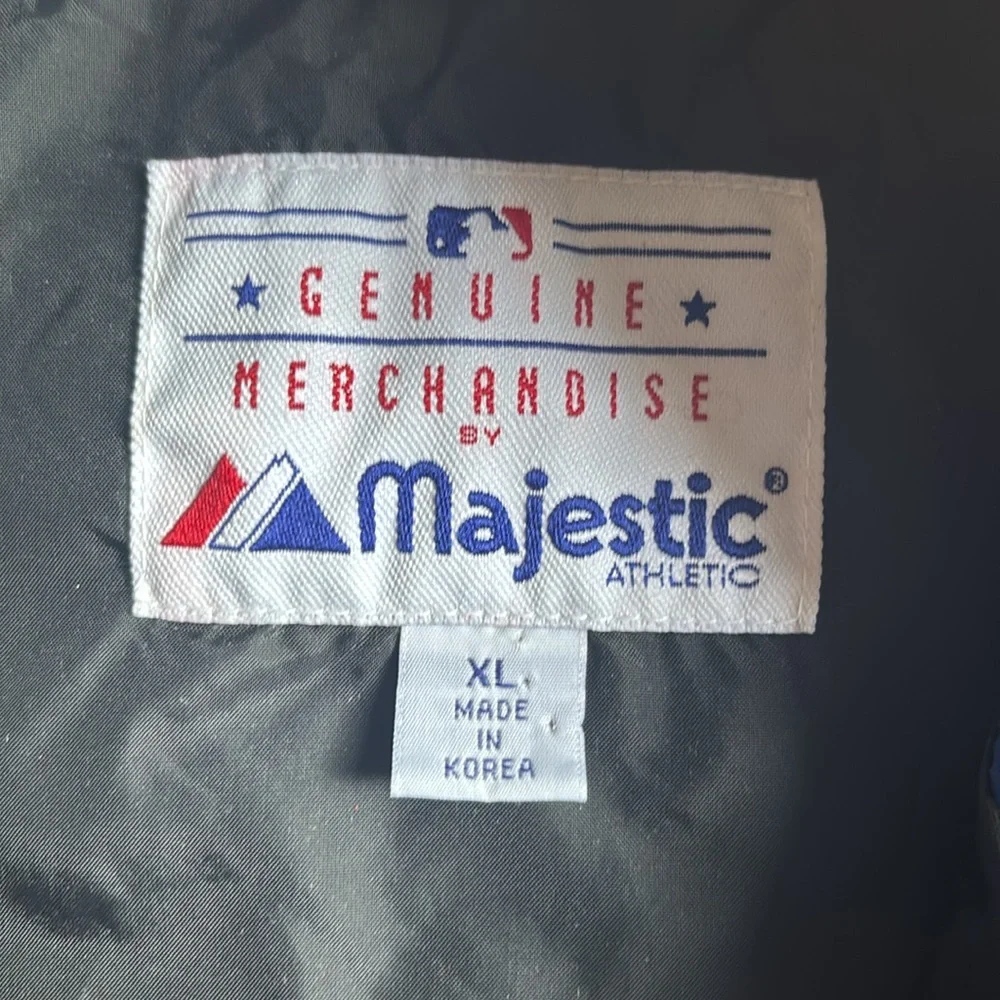 GENUINE
MERCHANDISE
BY
Majestic®
ATHLETIC
XL
MADE
IN
KOREA